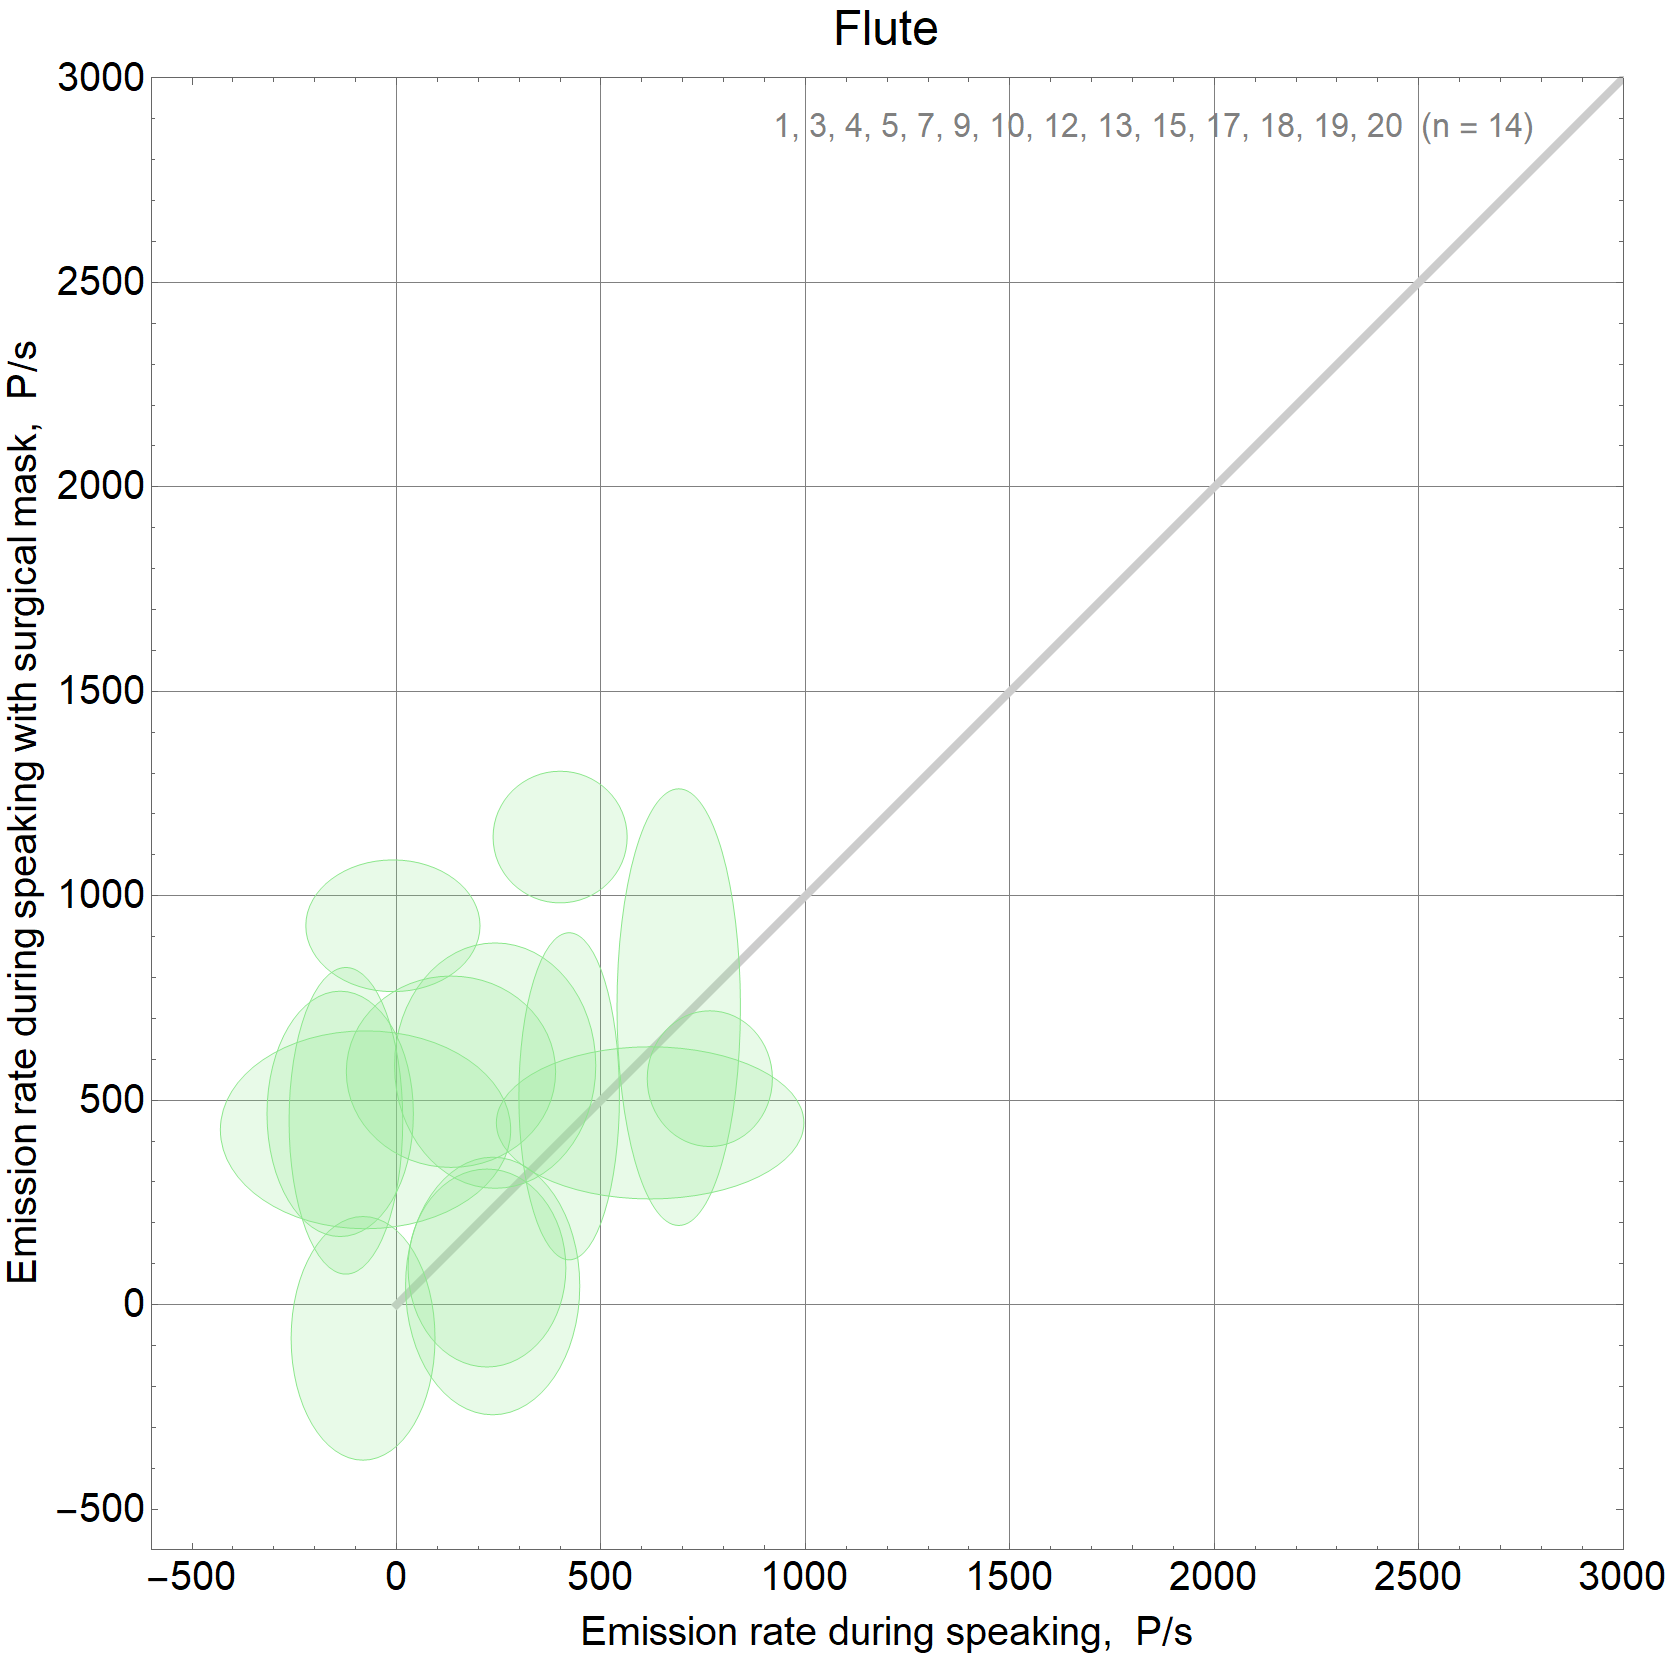 Flute
1, 3, 4, 5, 7, 9, 10, 12, 13, 15, 17, 18, 19, 20 (n = 14)
Emission rate during speaking with surgical mask, P/s
3000
2500
2000
1500
1000
500
0
−500
−500 0 500 1000 1500 2000 2500 3000
Emission rate during speaking, P/s